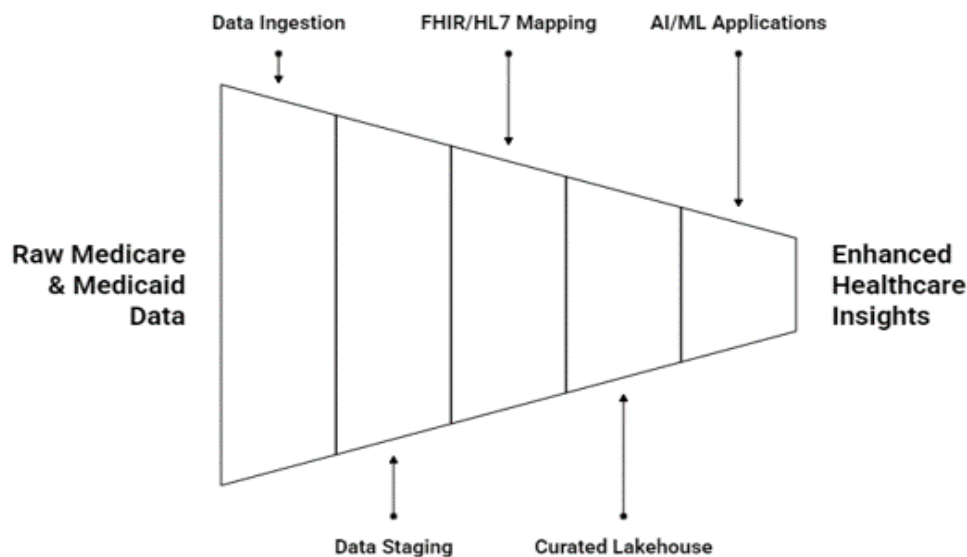 Data Ingestion
FHIR/HL7 Mapping
AI/ML Applications
Raw Medicare
& Medicaid
Data
Enhanced
Healthcare
Insights
Data Staging
Curated Lakehouse